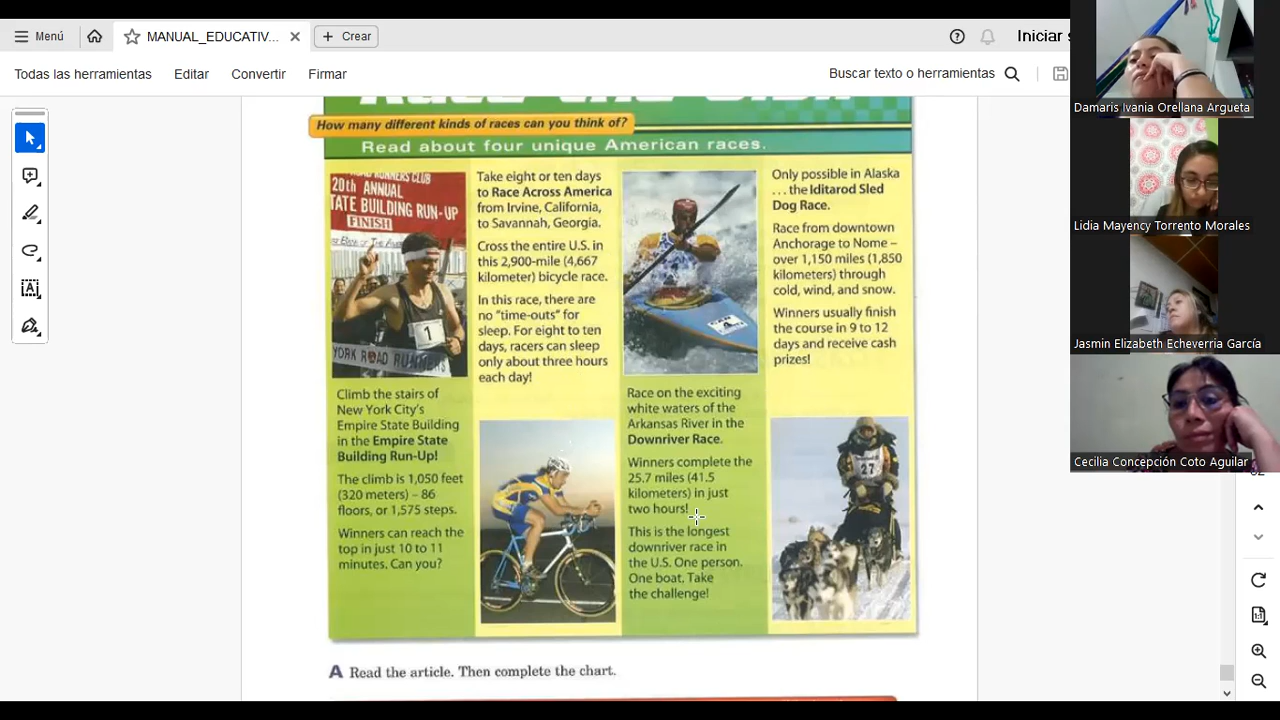 Menú
MANUAL_EDUCATIV...
Crear
Iniciar
Todas las herramientas
Editar
Convertir
Firmar
Buscar texto o herramientas
How many different kinds of races can you think of?
Read about four unique American races.
20th ANNUAL
BUILDING RUN-UP
FINISH
1
YORK ROAD RUNNERS
Climb the stairs of
New York City's
Empire State Building
in the Empire State
Building Run-Up!
The climb is 1,050 feet
(320 meters) – 86
floors, or 1,575 steps.
Winners can reach the
top in just 10 to 11
minutes. Can you?
Take eight or ten days
to Race Across America
from Irvine, California,
to Savannah, Georgia.
Cross the entire U.S. in
this 2,900-mile (4,667
kilometer) bicycle race.
In this race, there are
no "time-outs" for
sleep. For eight to ten
days, racers can sleep
only about three hours
each day!
Race on the exciting
white waters of the
Arkansas River in the
Downriver Race.
Winners complete the
25.7 miles (41.5
kilometers) in just
two hours!
This is the longest
downriver race in
the U.S. One person.
One boat. Take
the challenge!
Only possible in Alaska
. . . the Iditarod Sled
Dog Race.
Race from downtown
Anchorage to Nome –
over 1,150 miles (1,850
kilometers) through
cold, wind, and snow.
Winners usually finish
the course in 9 to 12
days and receive cash
prizes!
27
A Read the article. Then complete the chart.
Damaris Ivania Orellana Argueta
Lidia Mayency Torrento Morales
Jasmin Elizabeth Echeverria García
Cecilia Concepción Coto Aguilar